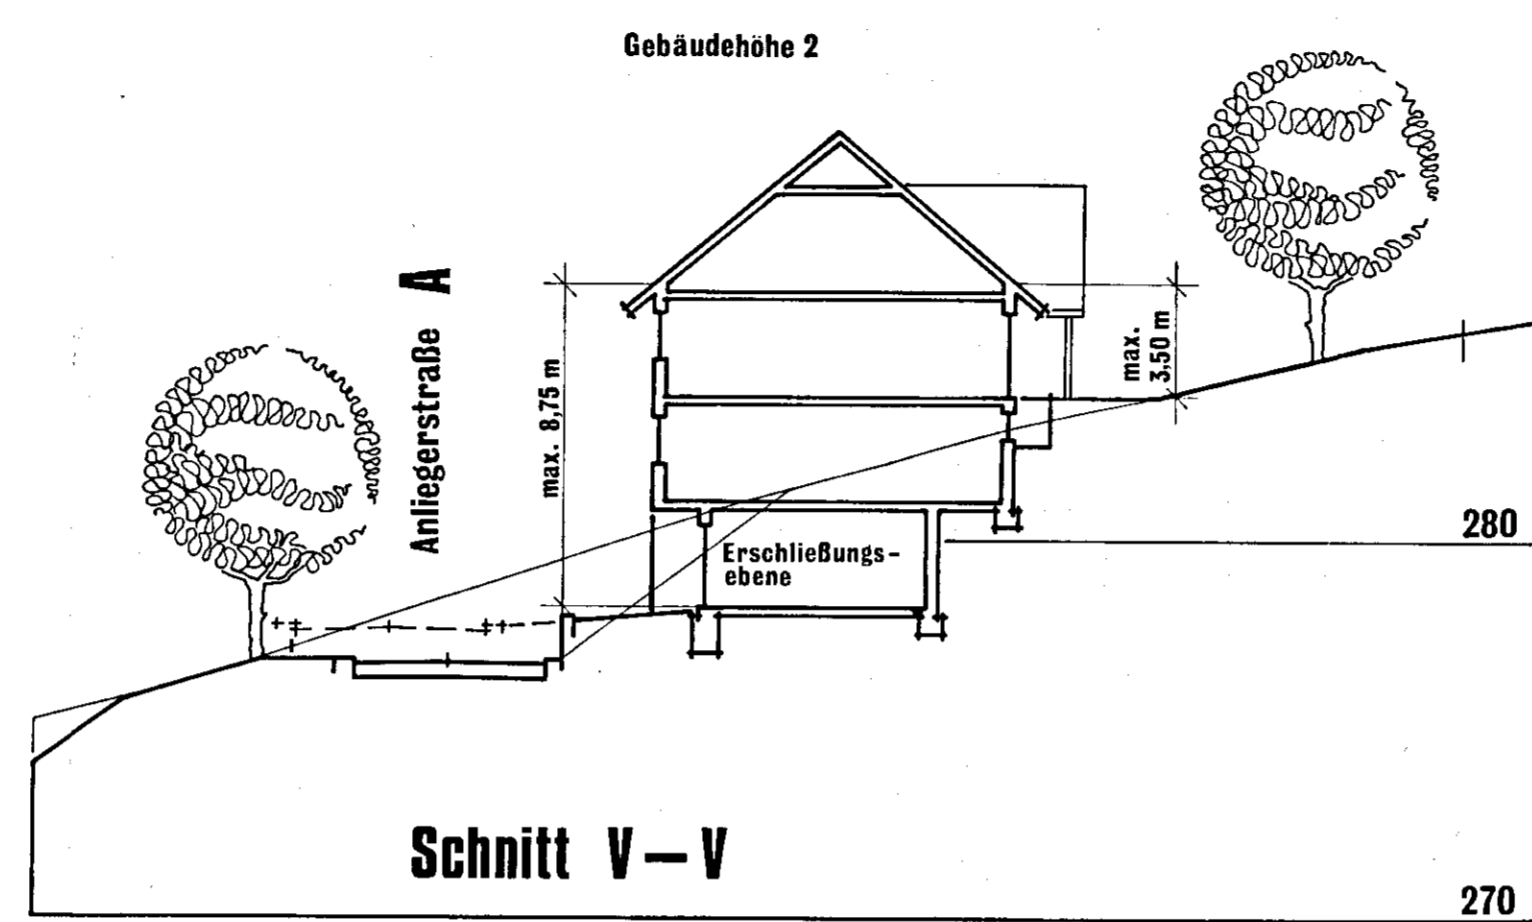 Gebäudehöhe 2
Anliegerstraße A
max. 8,75 m
max.
3,50 m
Erschließungs-
ebene
280
Schnitt V – V
270